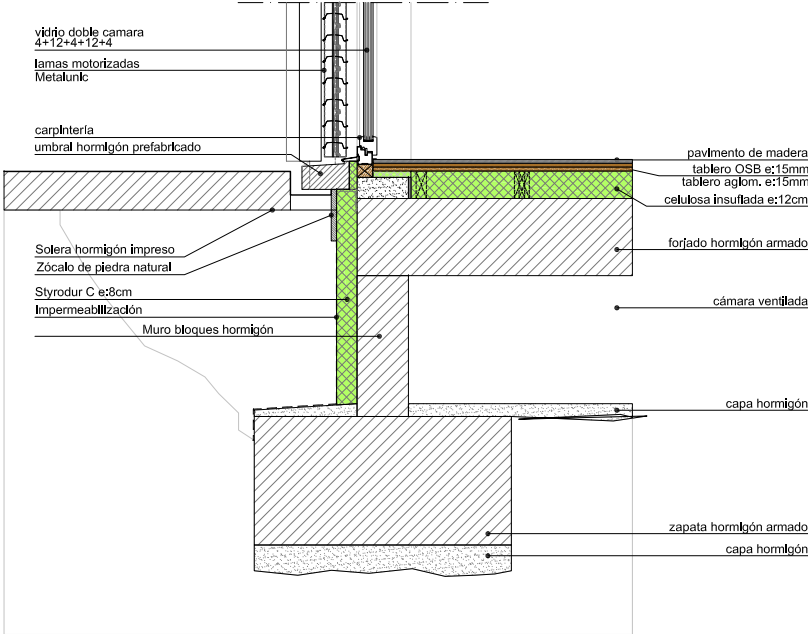 vidrio doble camara
4+12+4+12+4
lamas motorizadas
Metalunic
carpintería
umbral hormigón prefabricado
Solera hormigón impreso
Zócalo de piedra natural
Styrodur C e:8cm
Impermeabilización
Muro bloques hormigón
pavimento de madera
tablero OSB e:15mm
tablero aglom. e:15mm
celulosa insuflada e:12cm
forjado hormigón armado
cámara ventilada
capa hormigón
zapata hormigón armado
capa hormigón